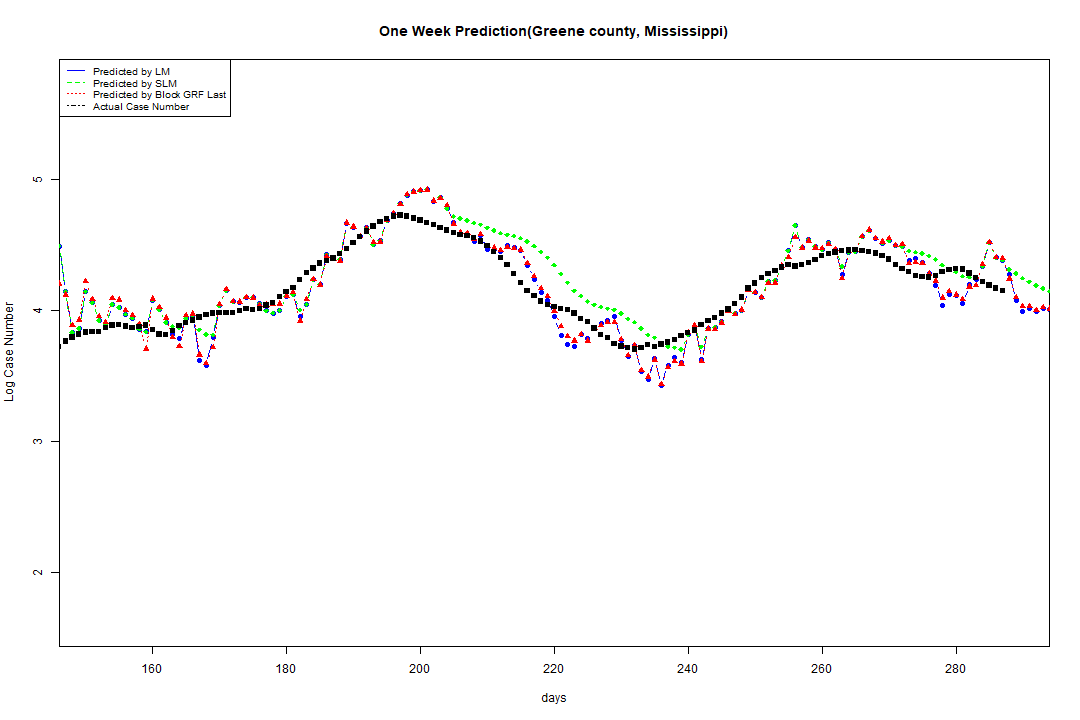 One Week Prediction(Greene county, Mississippi)
Predicted by LM
Predicted by SLM
Predicted by Block GRF Last
Actual Case Number
5
4
3
2
Log Case Number
160 180 200 220 240 260 280
days